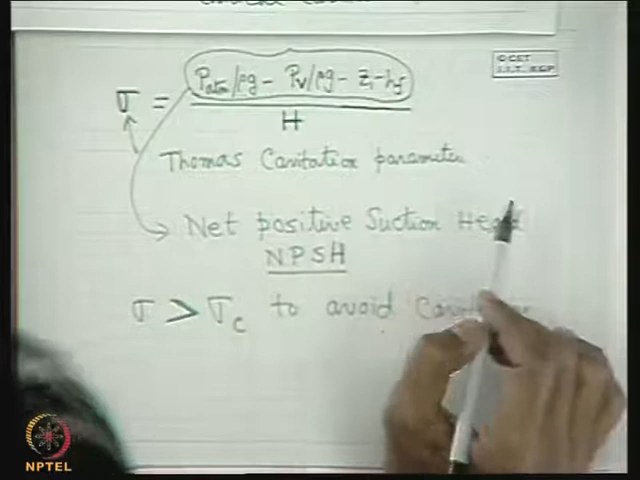 ©CET
I.I.T. KGP
σ = Patm/ρg - Pv/ρg - z₁ - hf
H
Thomas Cavitation parameter
Net positive Suction Head
NPSH
σ > σc to avoid
NPTEL